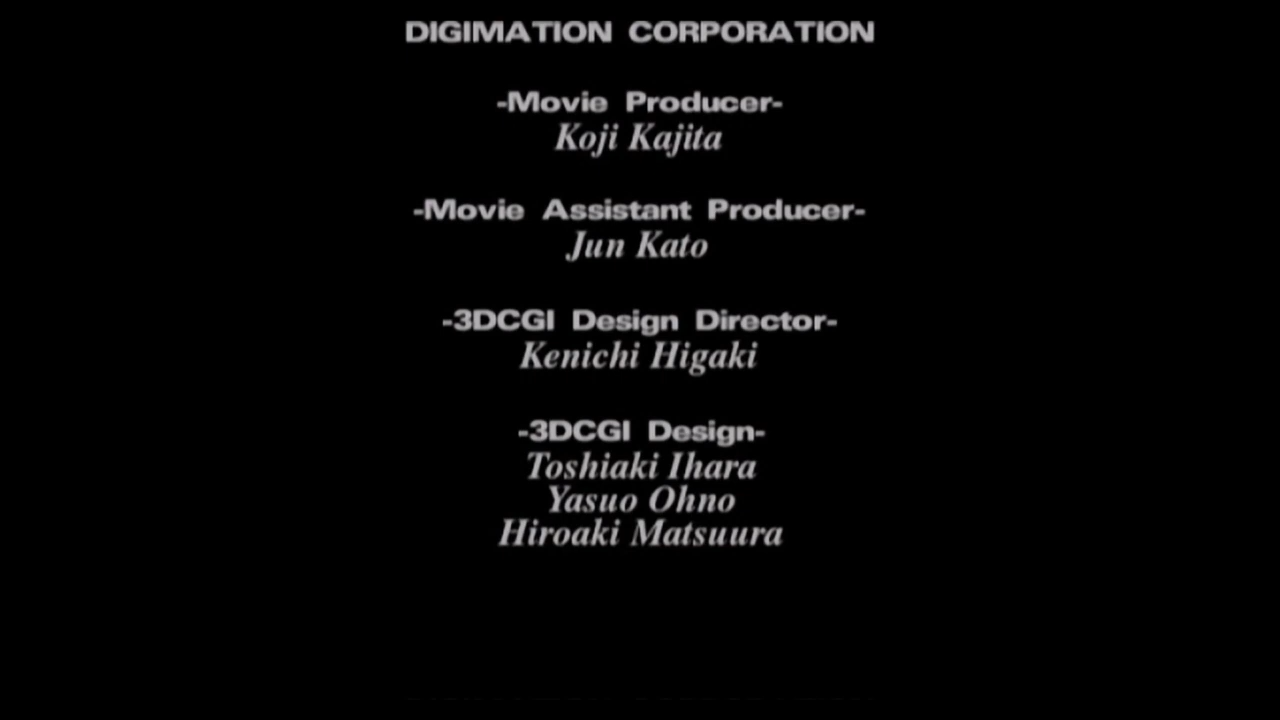 DIGIMATION CORPORATION
-Movie Producer-
Koji Kajita
-Movie Assistant Producer-
Jun Kato
-3DCGI Design Director-
Kenichi Higaki
-3DCGI Design-
Toshiaki Ihara
Yasuo Ohno
Hiroaki Matsuura